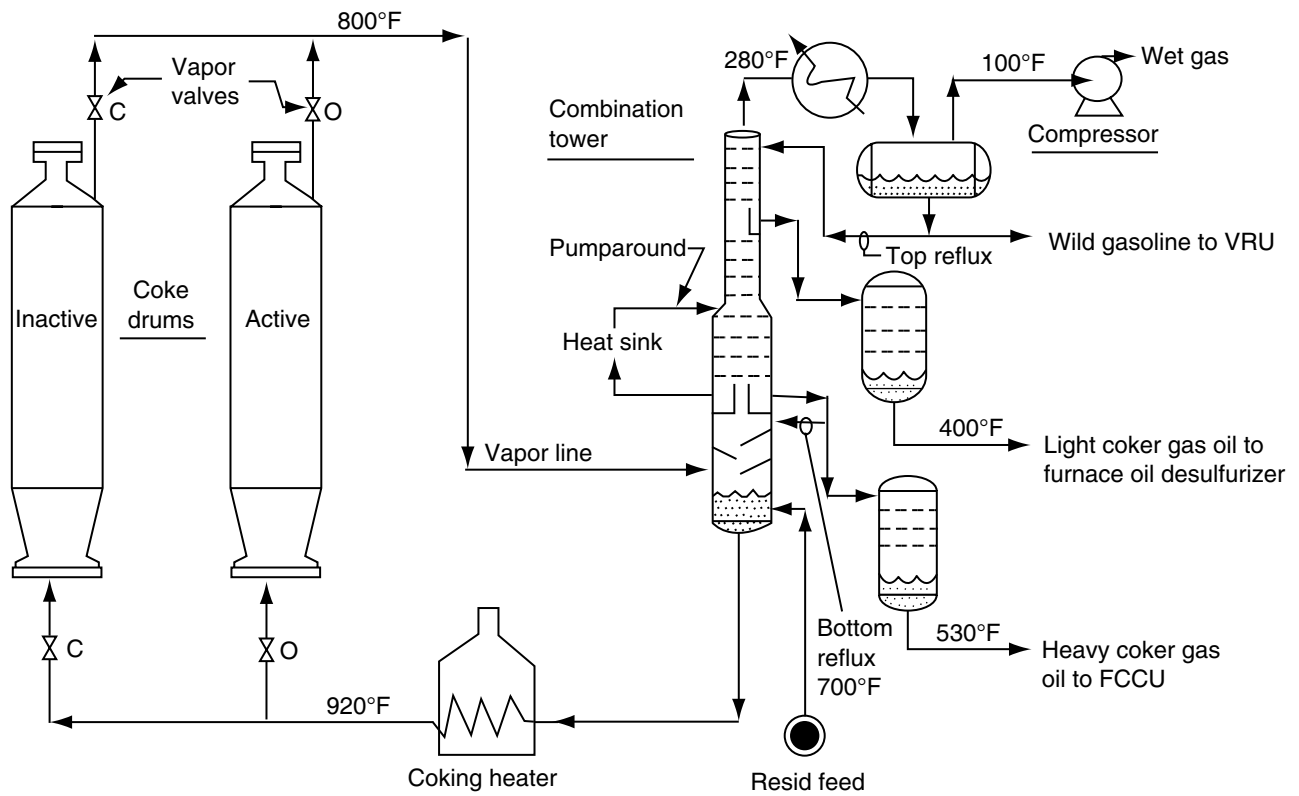 800°F
Vapor
valves
C
O
Inactive
Coke
drums
Active
C
O
920°F
Coking heater
Vapor line
Combination
tower
Pumparound
Heat sink
280°F
100°F
Wet gas
Compressor
Top reflux
Wild gasoline to VRU
400°F
Light coker gas oil to
furnace oil desulfurizer
Bottom
reflux
700°F
530°F
Heavy coker gas
oil to FCCU
Resid feed